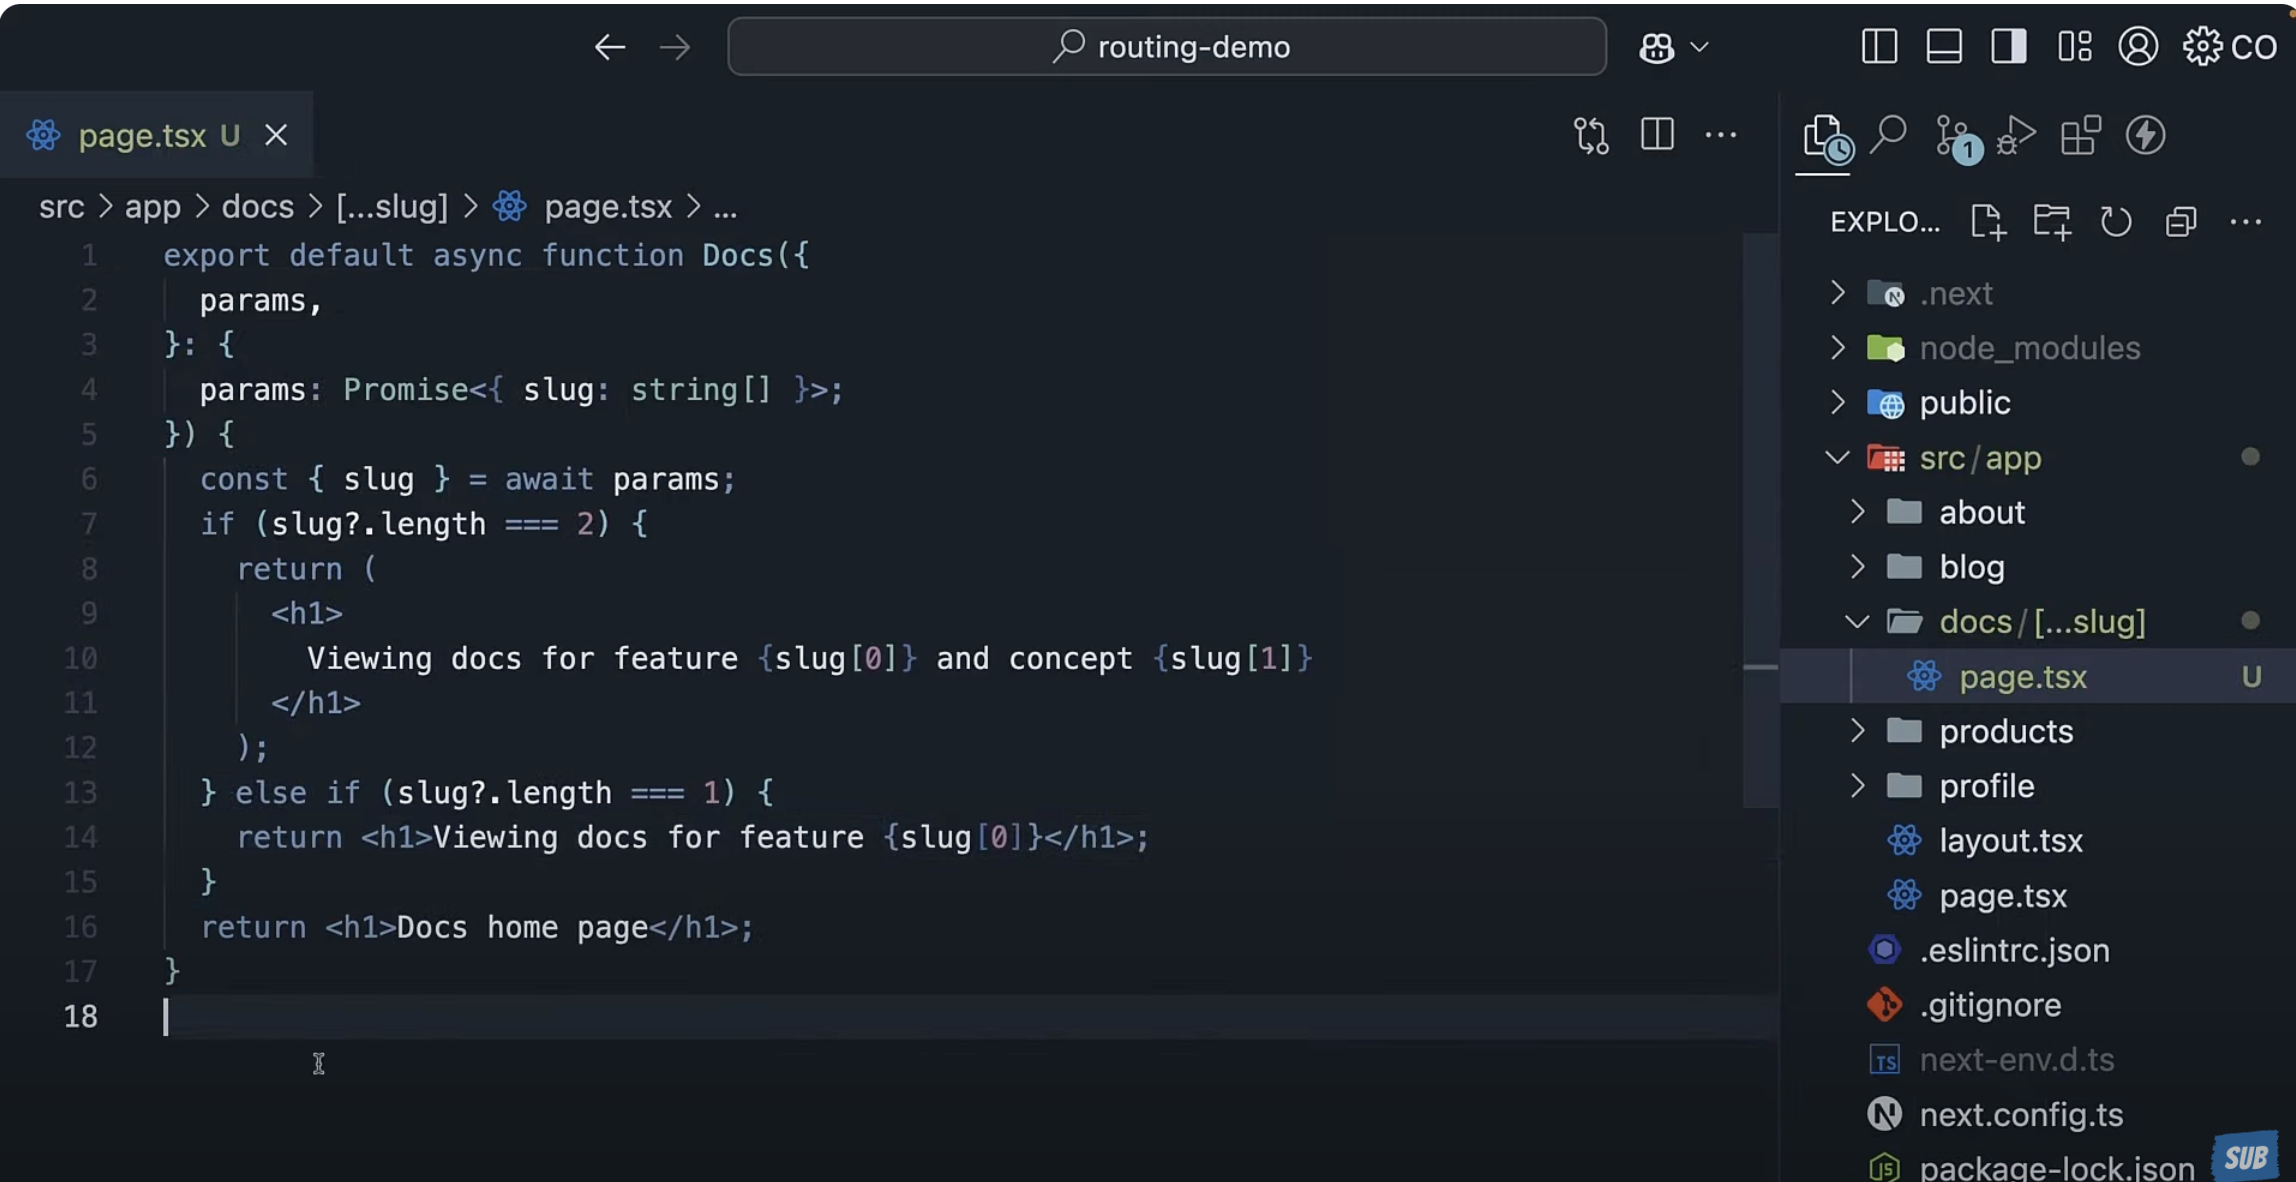 routing-demo
CO
page.tsx U
src > app > docs > [...slug] > page.tsx > ...
1 export default async function Docs({
2   params,
3 }: {
4   params: Promise<{ slug: string[] }>;
5 }) {
6   const { slug } = await params;
7   if (slug?.length === 2) {
8     return (
9       <h1>
10         Viewing docs for feature {slug[0]} and concept {slug[1]}
11       </h1>
12     );
13   } else if (slug?.length === 1) {
14     return <h1>Viewing docs for feature {slug[0]}</h1>;
15   }
16   return <h1>Docs home page</h1>;
17 }
18
1
EXPLO...
.next
node_modules
public
src/app
about
blog
docs/[...slug]
page.tsx U
products
profile
layout.tsx
page.tsx
.eslintrc.json
.gitignore
TS next-env.d.ts
next.config.ts
JS package-lock.json
SUB